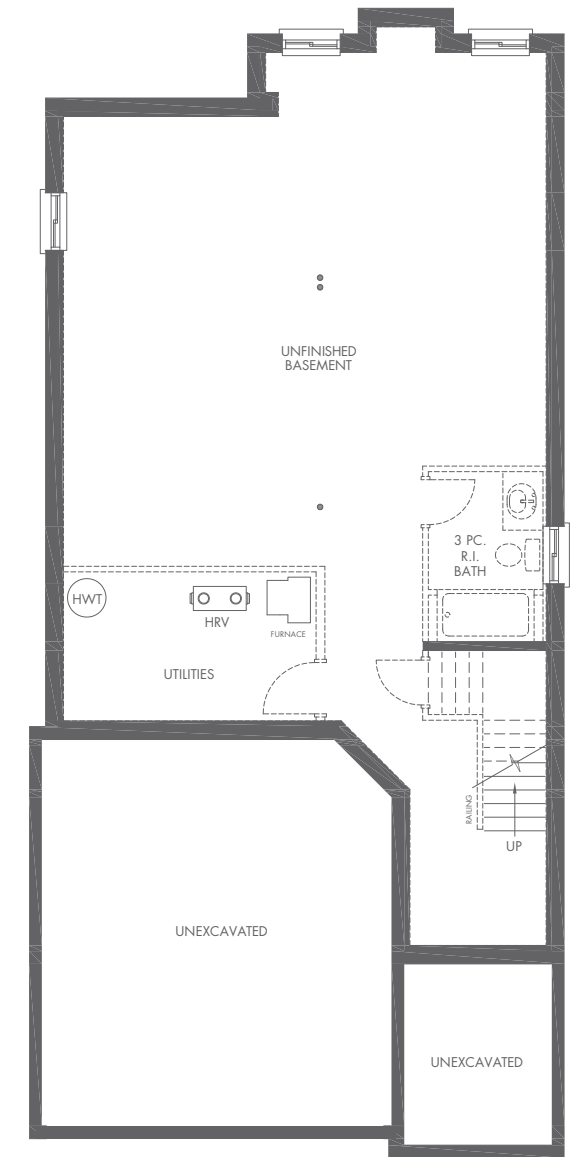 UNFINISHED
BASEMENT
3 PC.
R.I.
BATH
HWT
HRV
FURNACE
UTILITIES
RAILING
UP
UNEXCAVATED
UNEXCAVATED